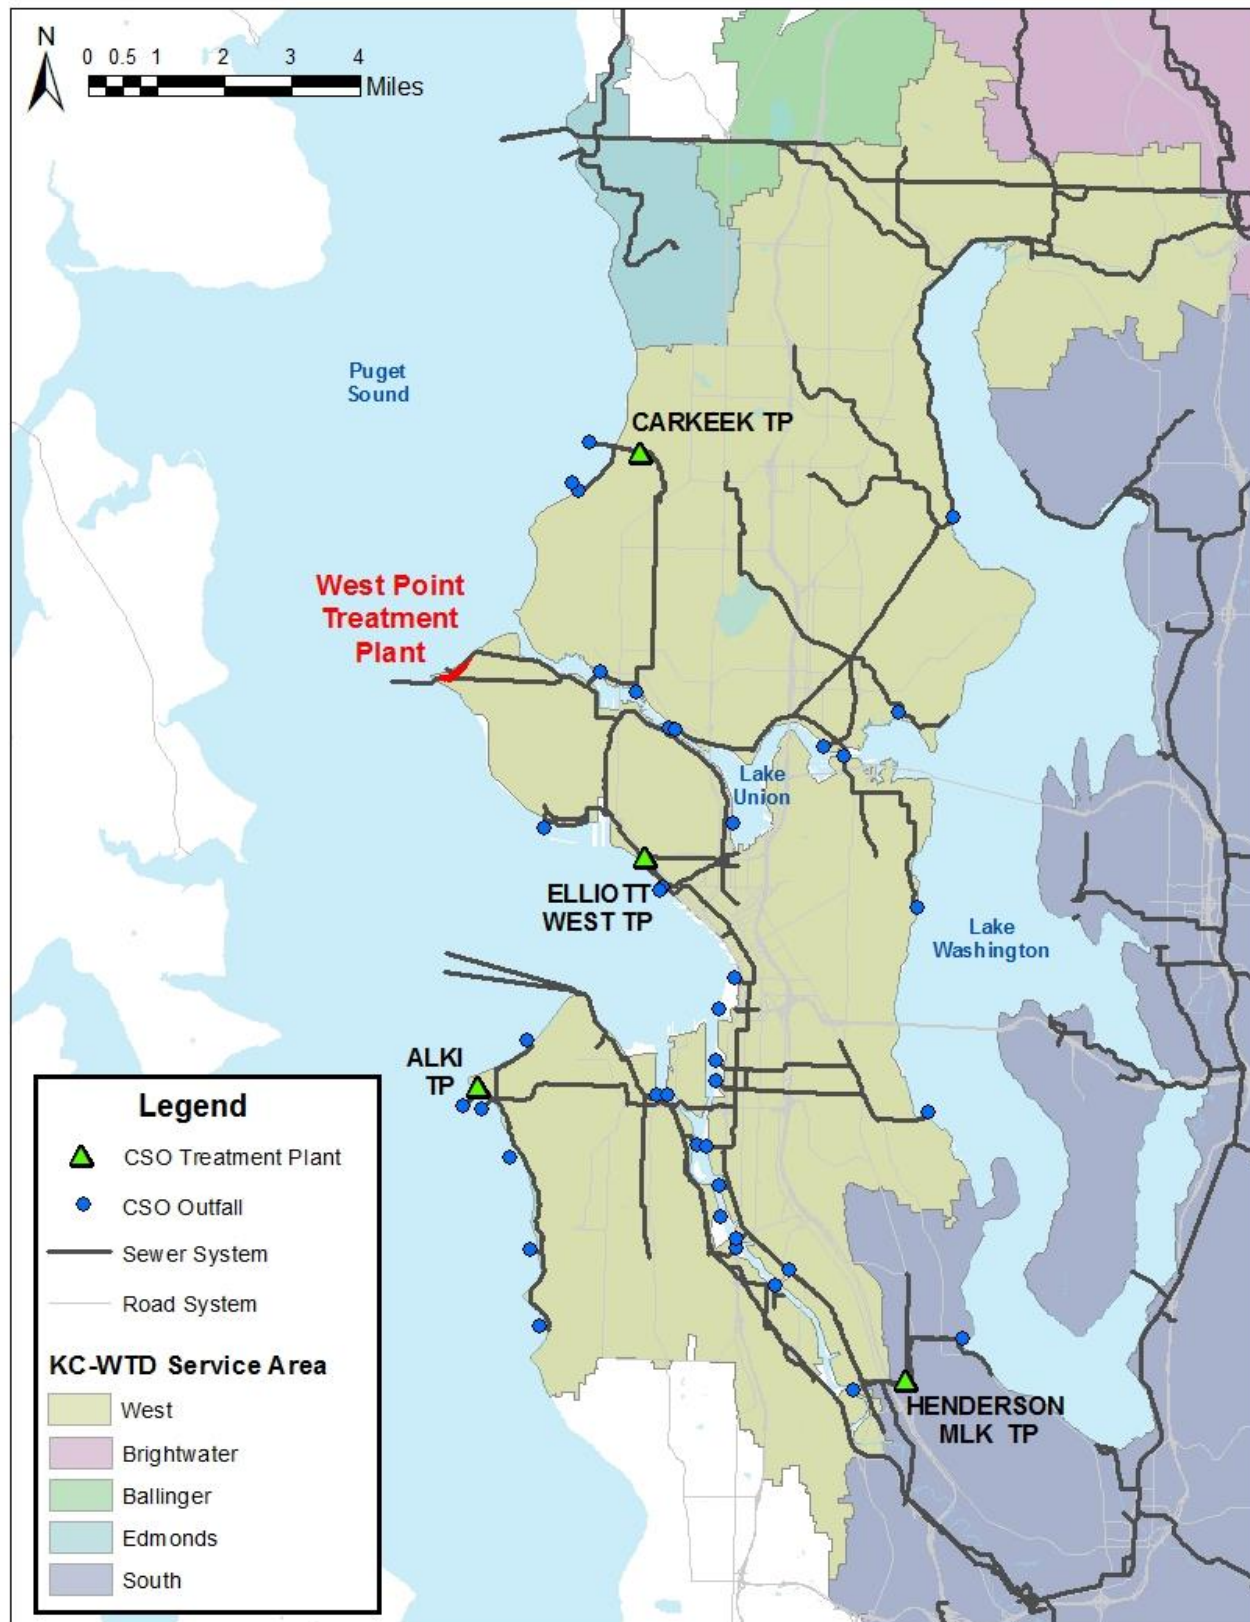 N
0 0.5 1 2 3 4
Miles
Puget
Sound
CARKEEK TP
West Point
Treatment
Plant
Lake
Union
ELLIOTT
WEST TP
Lake
Washington
ALKI
TP
HENDERSON
MLK TP
Legend
CSO Treatment Plant
CSO Outfall
Sewer System
Road System
KC-WTD Service Area
West
Brightwater
Ballinger
Edmonds
South